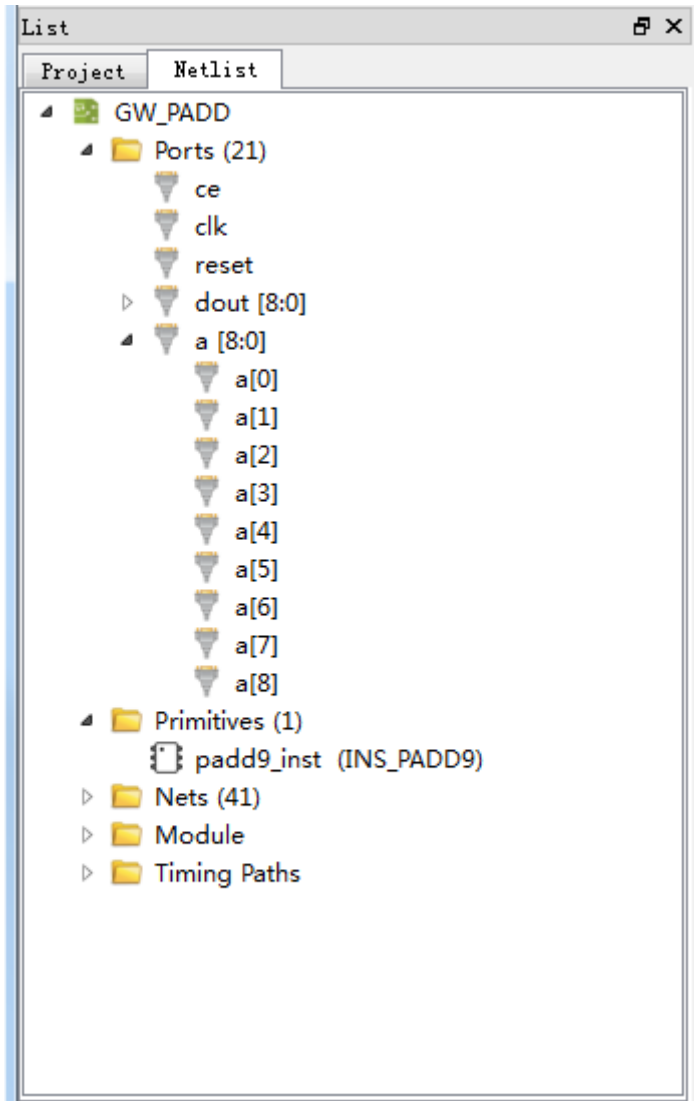 List
Project Netlist
GW_PADD
Ports (21)
ce
clk
reset
dout [8:0]
a [8:0]
a[0]
a[1]
a[2]
a[3]
a[4]
a[5]
a[6]
a[7]
a[8]
Primitives (1)
padd9_inst (INS_PADD9)
Nets (41)
Module
Timing Paths